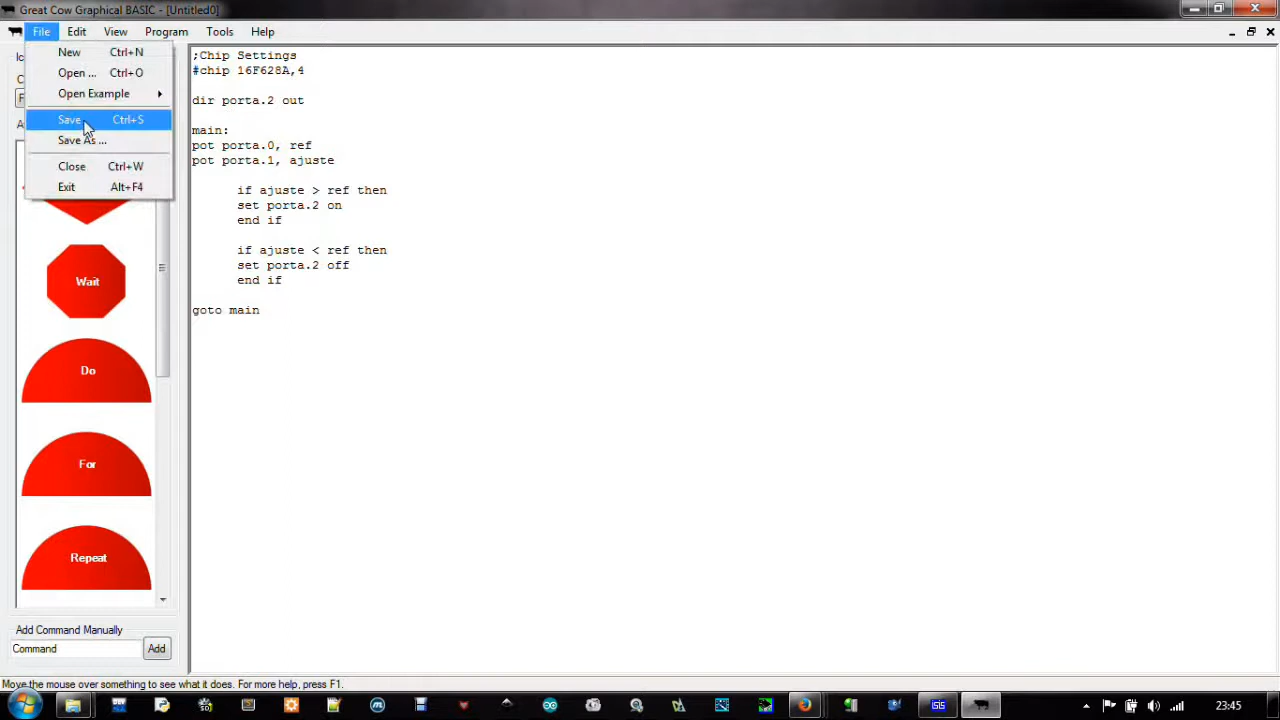 Great Cow Graphical BASIC - [Untitled0]
File Edit View Program Tools Help
New Ctrl+N
Open ... Ctrl+O
Open Example
Save Ctrl+S
Save As ...
Close Ctrl+W
Exit Alt+F4
Wait
Do
For
Repeat
Add Command Manually
Command Add
;Chip Settings
#chip 16F628A,4
dir porta.2 out
main:
pot porta.0, ref
pot porta.1, ajuste
if ajuste > ref then
set porta.2 on
end if
if ajuste < ref then
set porta.2 off
end if
goto main
Move the mouse over something to see what it does. For more help, press F1.
ISIS
23:45